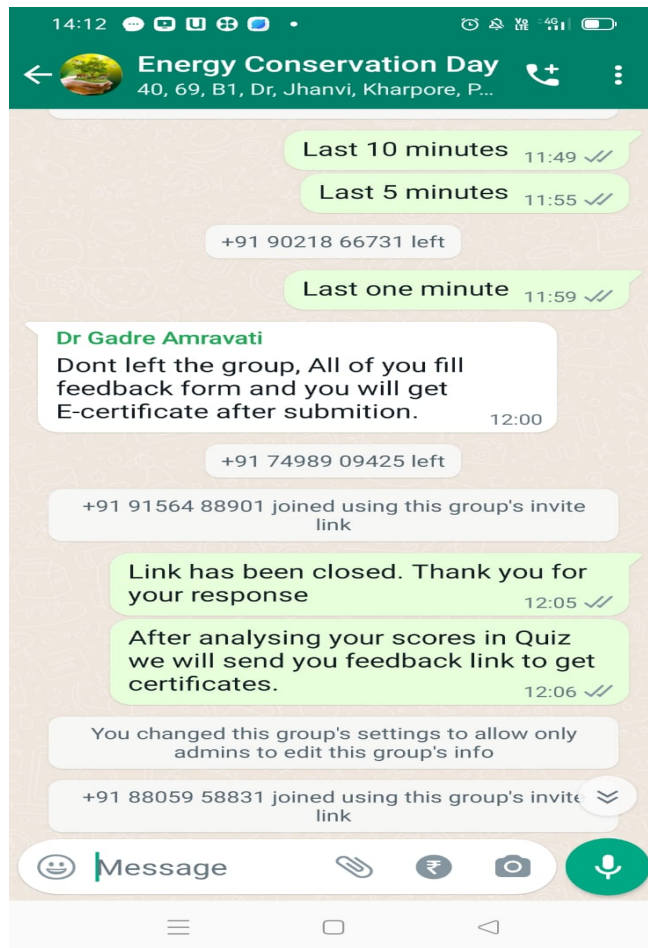 14:12
Energy Conservation Day
40, 69, B1, Dr, Jhanvi, Kharpore, P...
Last 10 minutes 11:49
Last 5 minutes 11:55
+91 90218 66731 left
Last one minute 11:59
Dr Gadre Amravati
Dont left the group, All of you fill
feedback form and you will get
E-certificate after submition. 12:00
+91 74989 09425 left
+91 91564 88901 joined using this group's invite
link
Link has been closed. Thank you for
your response 12:05
After analysing your scores in Quiz
we will send you feedback link to get
certificates. 12:06
You changed this group's settings to allow only
admins to edit this group's info
+91 88059 58831 joined using this group's invite
link
Message